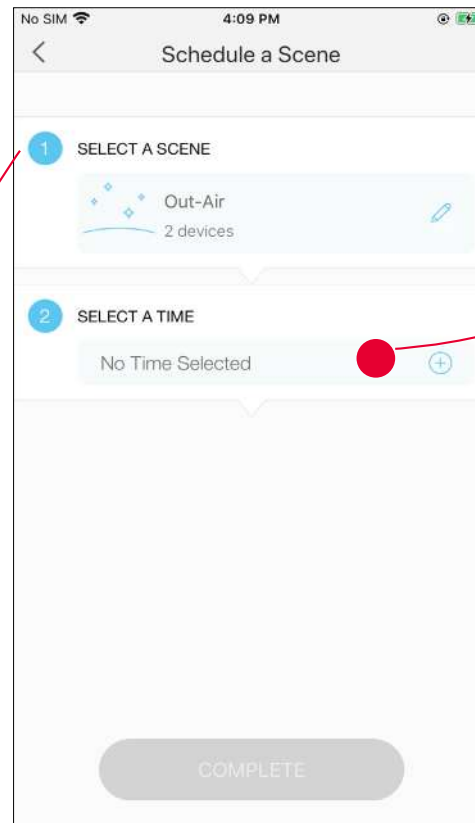 No SIM 4:09 PM
Schedule a Scene
1 SELECT A SCENE
Out-Air
2 devices
2 SELECT A TIME
No Time Selected
COMPLETE